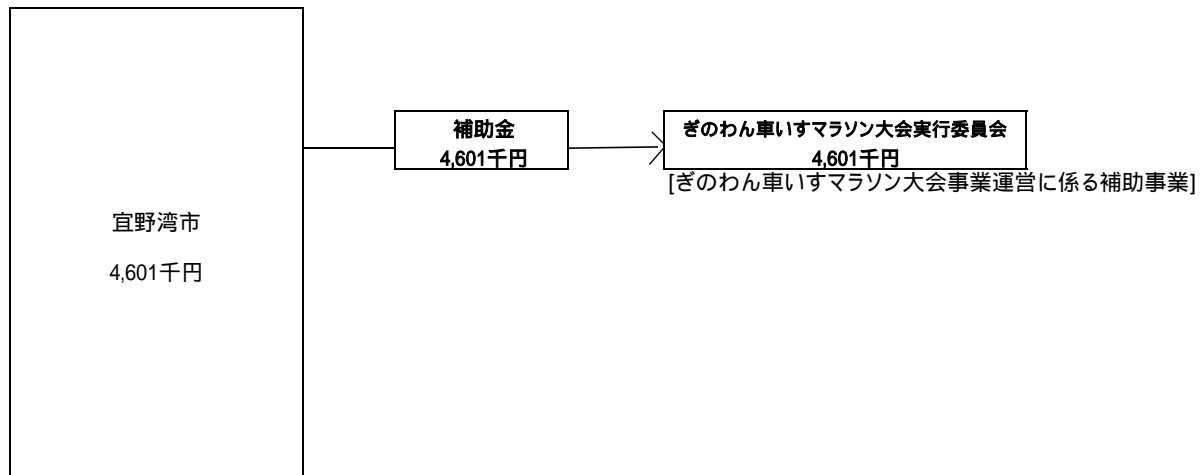 宜野湾市
4,601千円
補助金
4,601千円
ぎのわん車いすマラソン大会実行委員会
4,601千円
[ぎのわん車いすマラソン大会事業運営に係る補助事業]